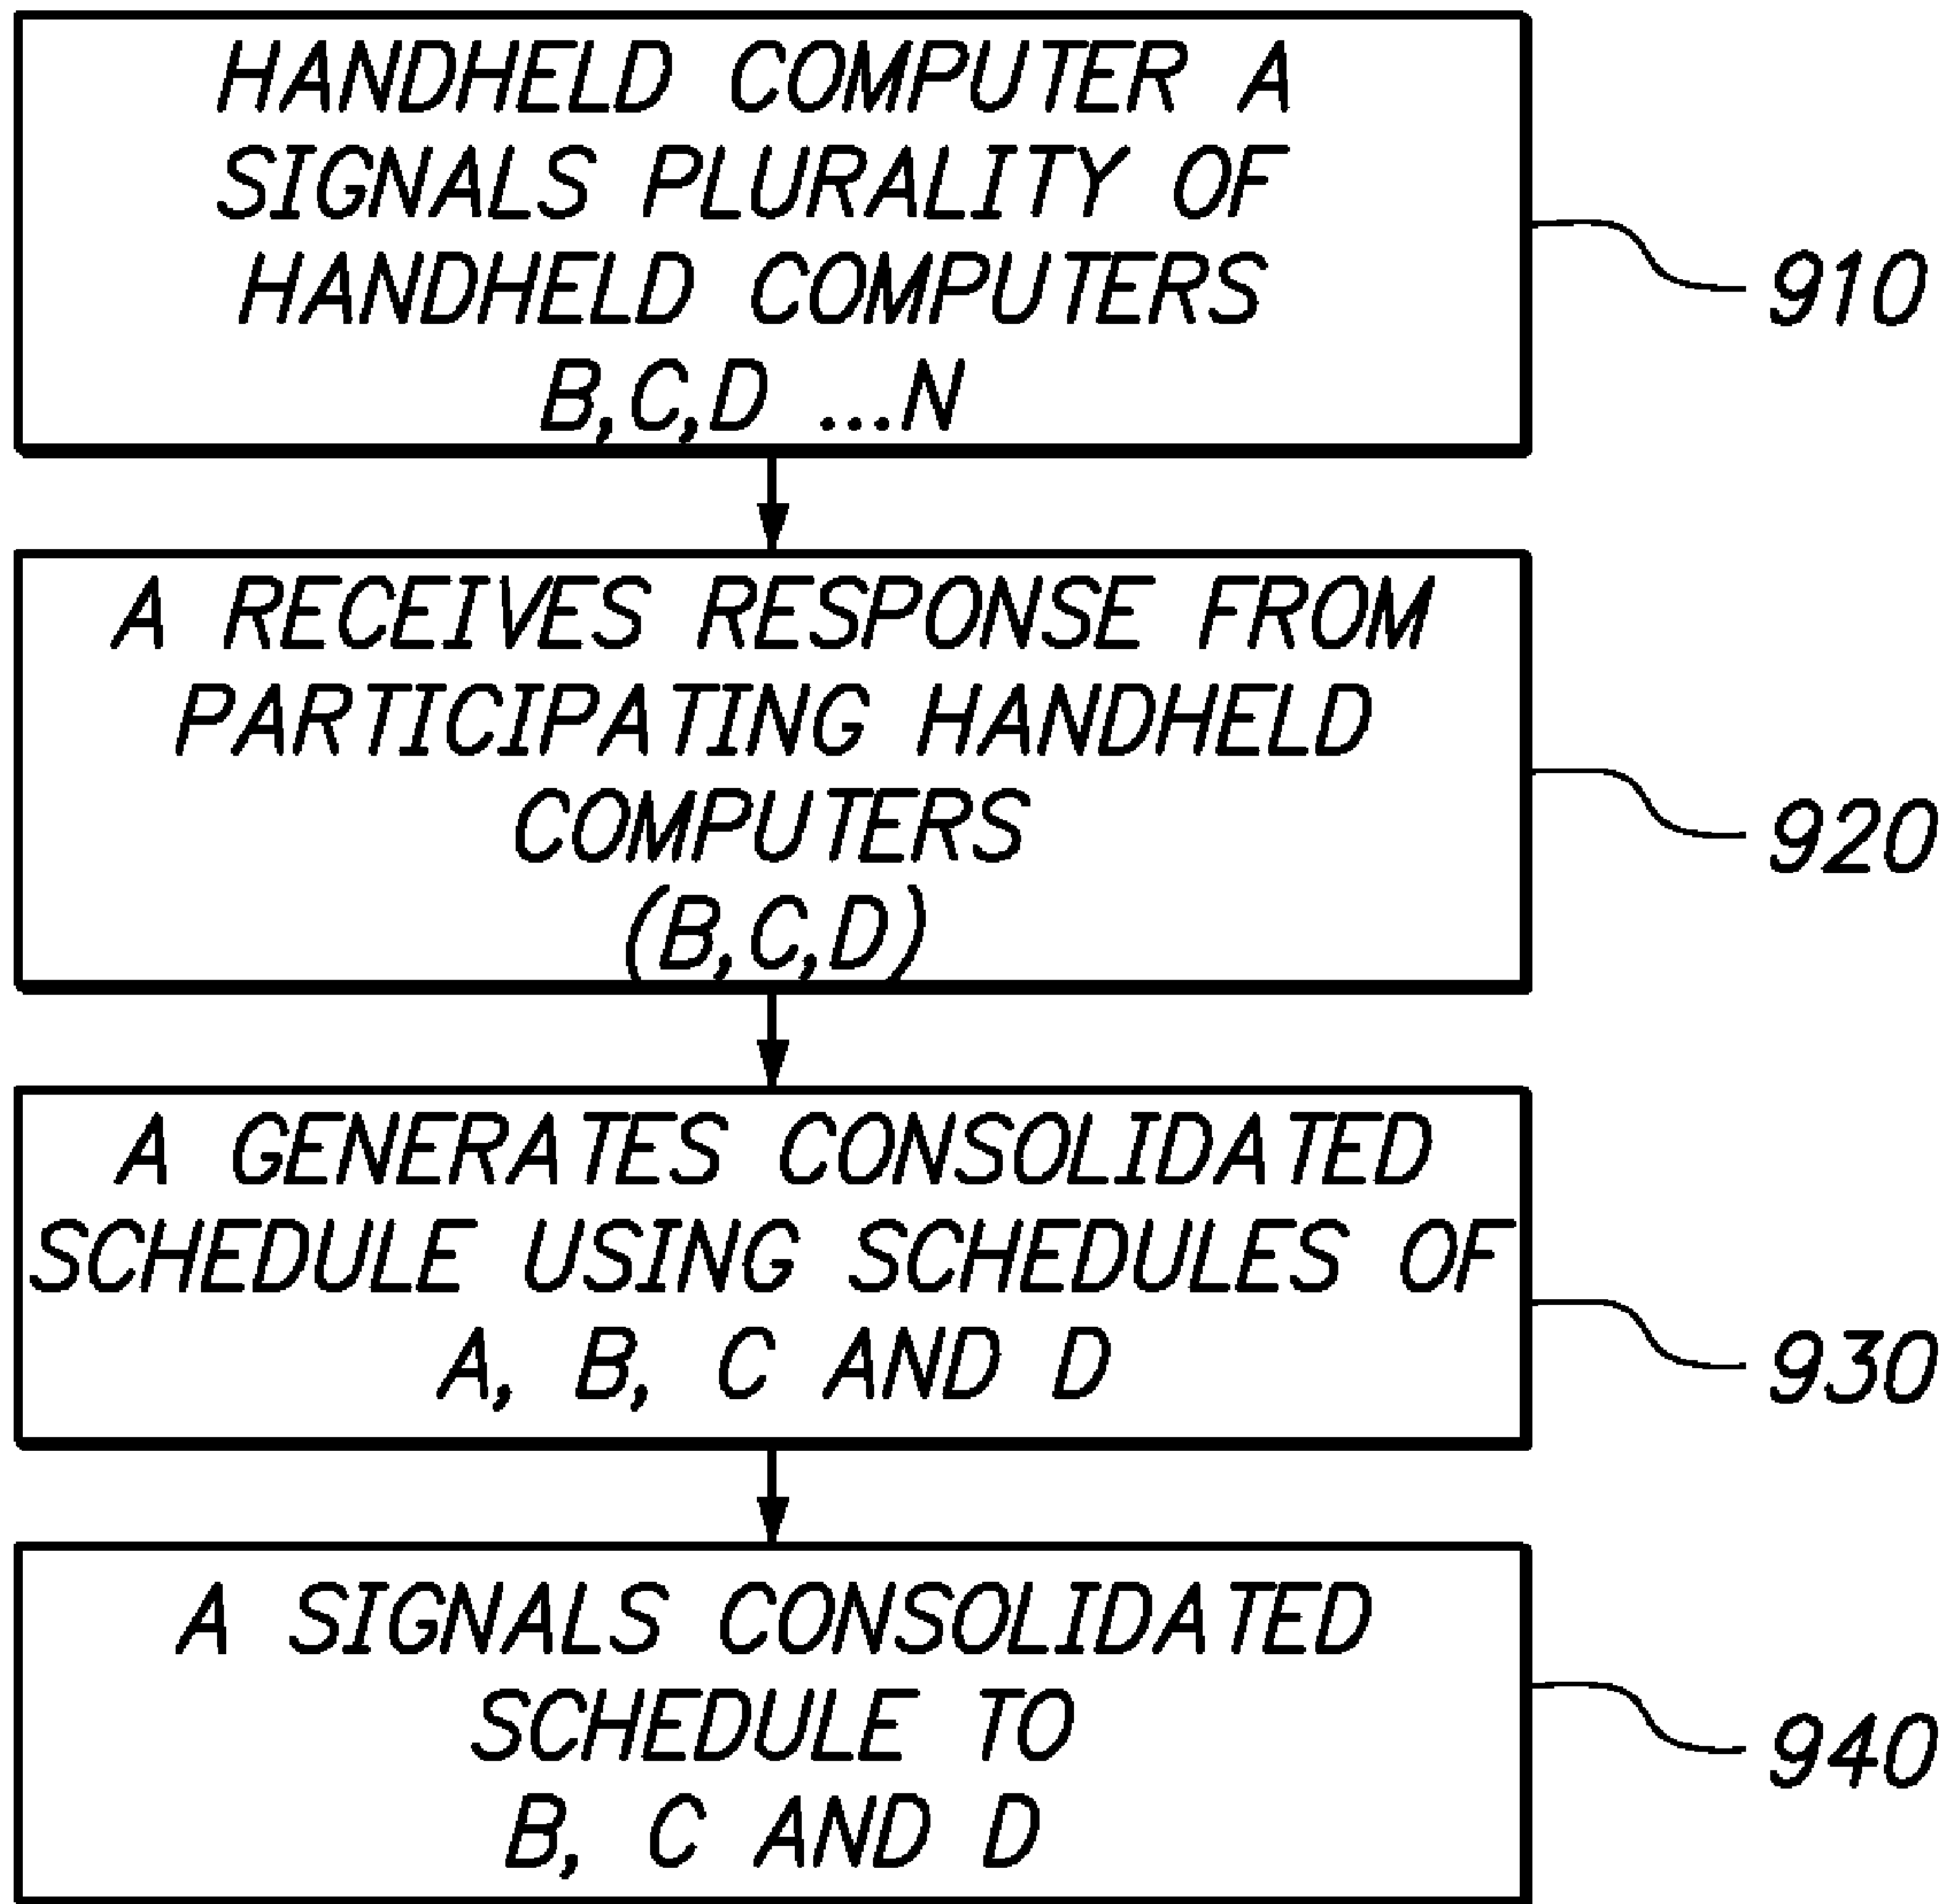 HANDHELD COMPUTER A
SIGNALS PLURALITY OF
HANDHELD COMPUTERS
B,C,D ...N
910
A RECEIVES RESPONSE FROM
PARTICIPATING HANDHELD
COMPUTERS
(B,C,D)
920
A GENERATES CONSOLIDATED
SCHEDULE USING SCHEDULES OF
A, B, C AND D
930
A SIGNALS CONSOLIDATED
SCHEDULE TO
B, C AND D
940